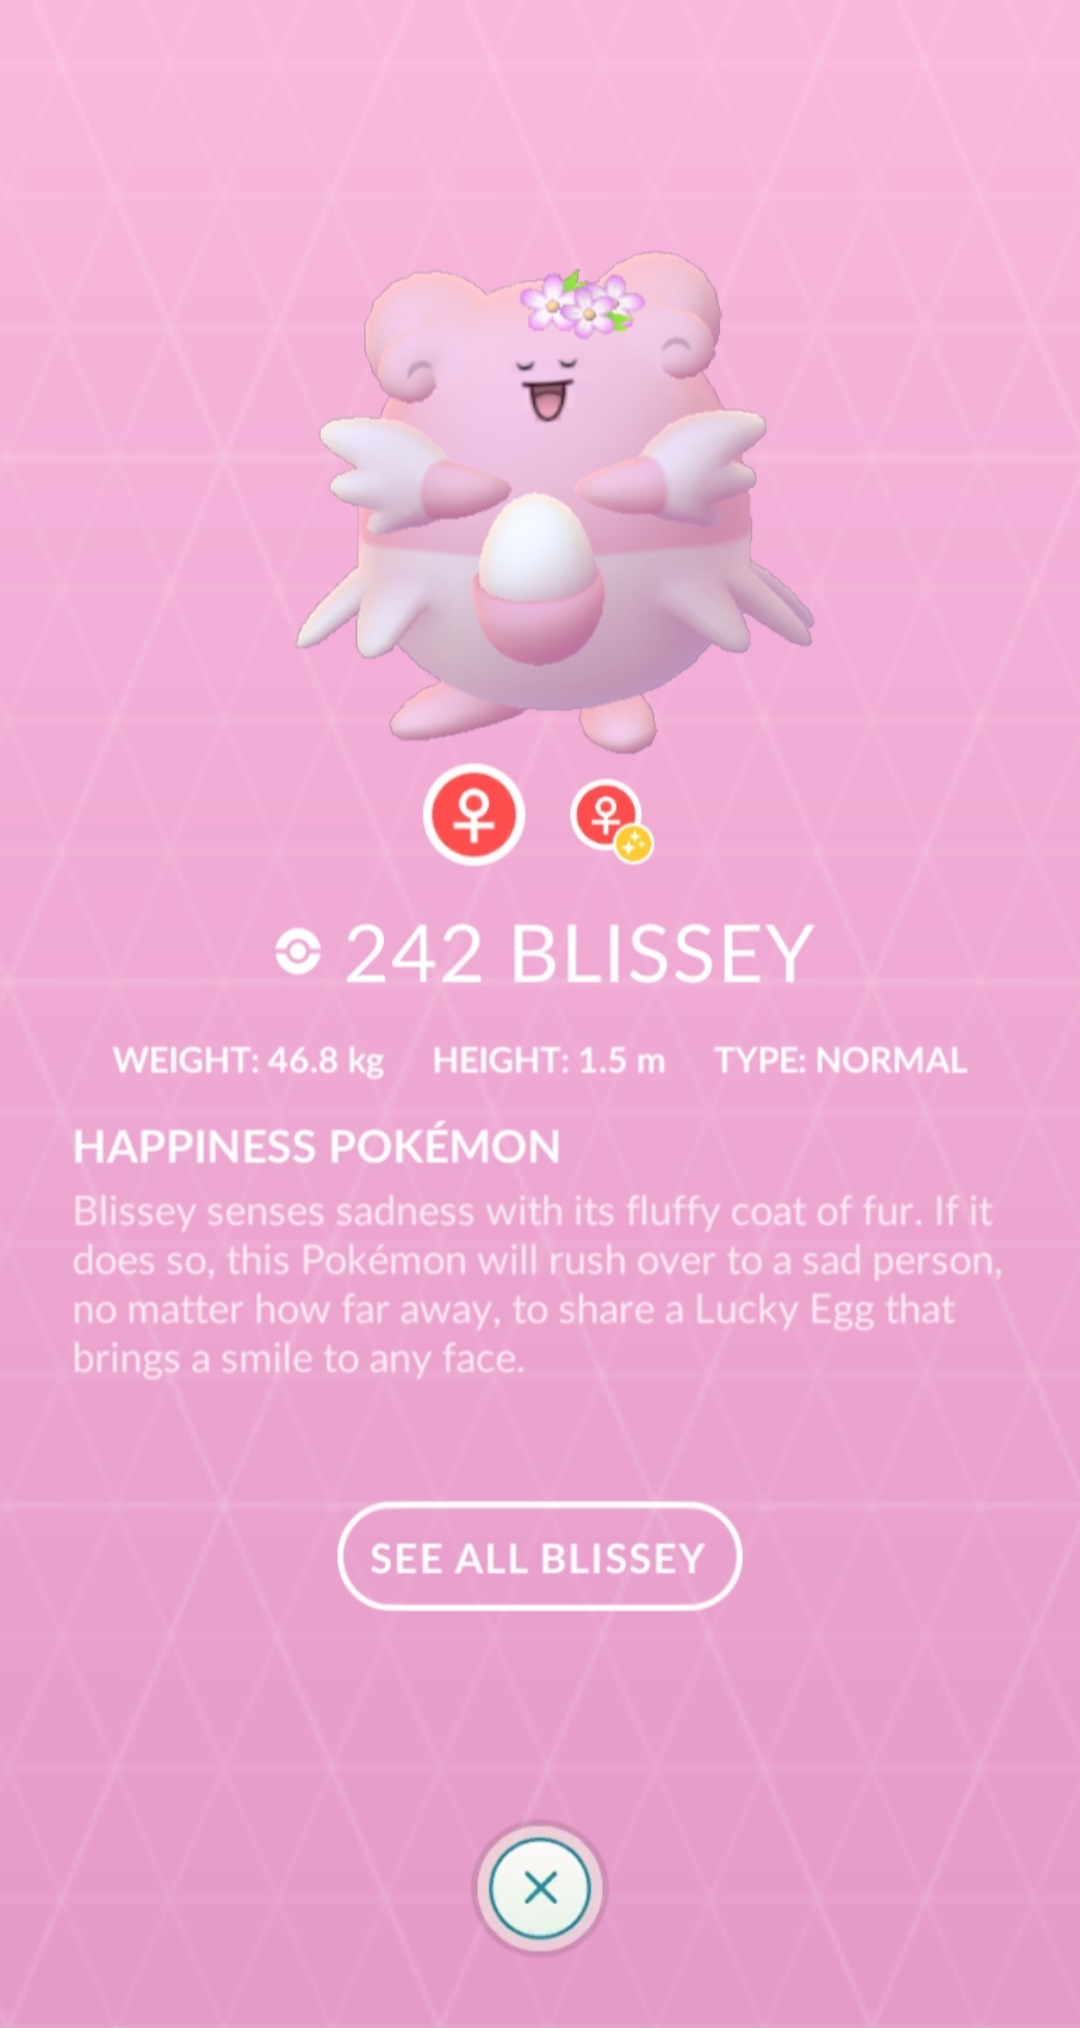 242 BLISSEY
WEIGHT: 46.8 kg HEIGHT: 1.5 m TYPE: NORMAL
HAPPINESS POKÉMON
Blissey senses sadness with its fluffy coat of fur. If it
does so, this Pokémon will rush over to a sad person,
no matter how far away, to share a Lucky Egg that
brings a smile to any face.
SEE ALL BLISSEY